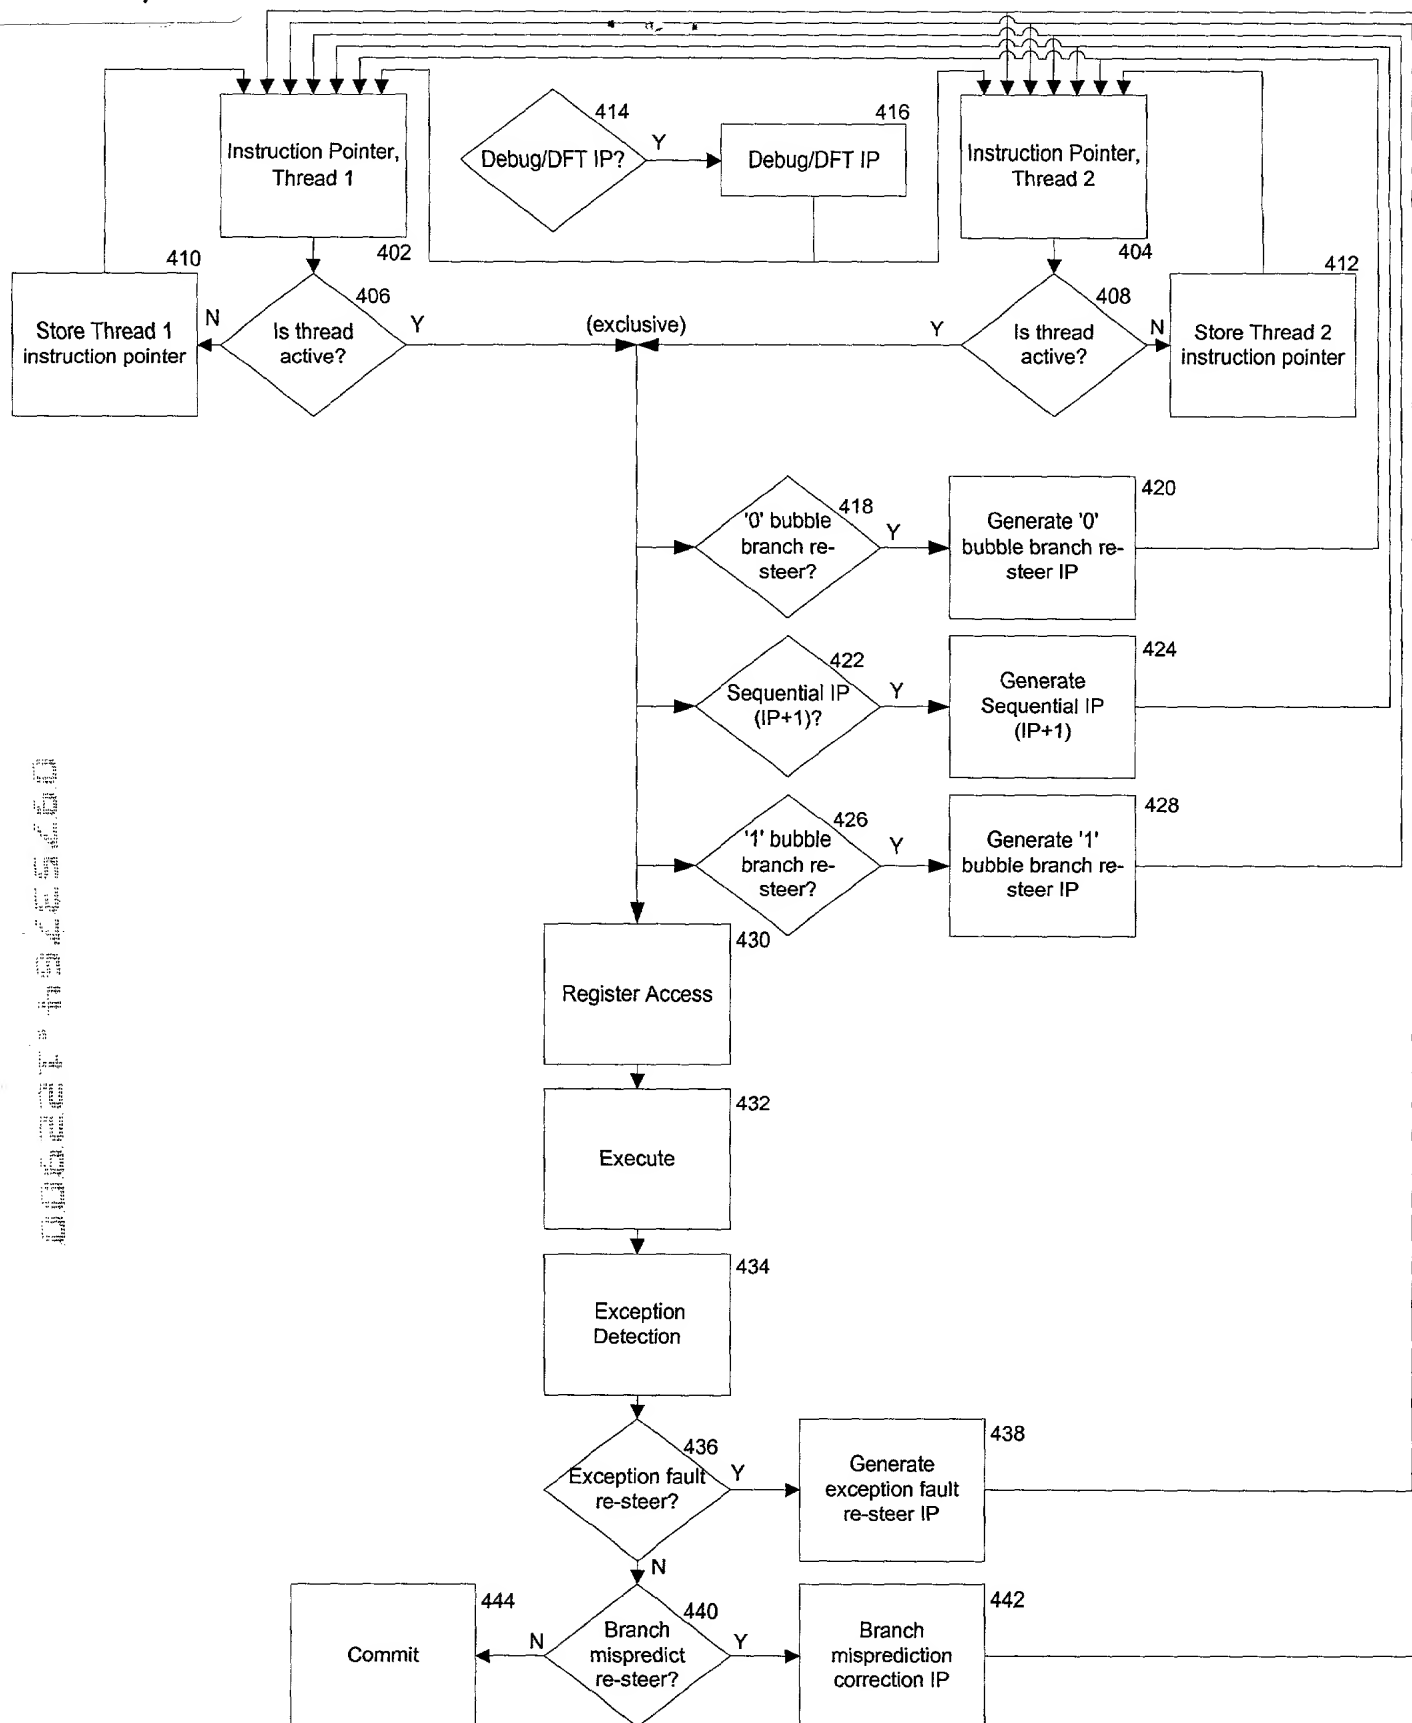 414
416
Y
Instruction Pointer,
Thread 1
Debug/DFT IP?
Debug/DFT IP
Instruction Pointer,
Thread 2
402
404
410
412
406
408
N
Y
(exclusive)
Y
N
Store Thread 1
instruction pointer
Is thread
active?
Is thread
active?
Store Thread 2
instruction pointer
418
420
'0' bubble
branch re-
steer?
Y
Generate '0'
bubble branch re-
steer IP
422
424
Sequential IP
(IP+1)?
Y
Generate
Sequential IP
(IP+1)
426
428
'1' bubble
branch re-
steer?
Y
Generate '1'
bubble branch re-
steer IP
430
Register Access
432
Execute
434
Exception
Detection
436
438
Exception fault
re-steer?
Y
Generate
exception fault
re-steer IP
N
444
440
442
Commit
N
Branch
mispredict
re-steer?
Y
Branch
misprediction
correction IP